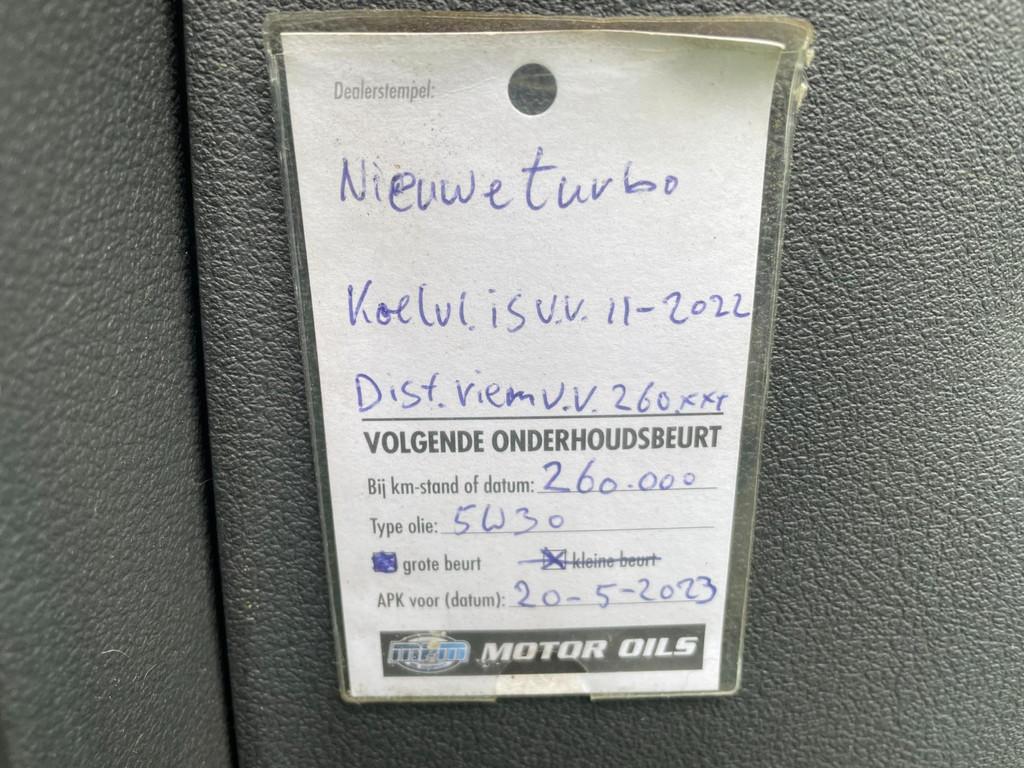 Dealerstempel:
Nieuwe turbo
Koelvl. is v.v. 11-2022
Dist. riem v.v. 260.xxx
VOLGENDE ONDERHOUDSBEURT
Bij km-stand of datum: 260.000
Type olie: 5W30
grote beurt kleine beurt
APK voor (datum): 20-5-2023
mpm MOTOR OILS